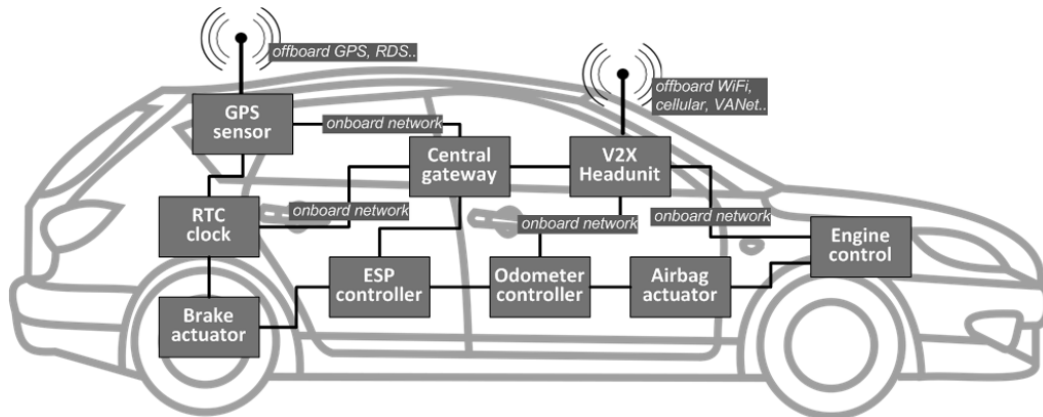 offboard GPS, RDS..
offboard WiFi,
cellular, VANet..
GPS
sensor
onboard network
Central
gateway
V2X
Headunit
RTC
clock
onboard network
onboard network
onboard network
Engine
control
ESP
controller
Odometer
controller
Airbag
actuator
Brake
actuator